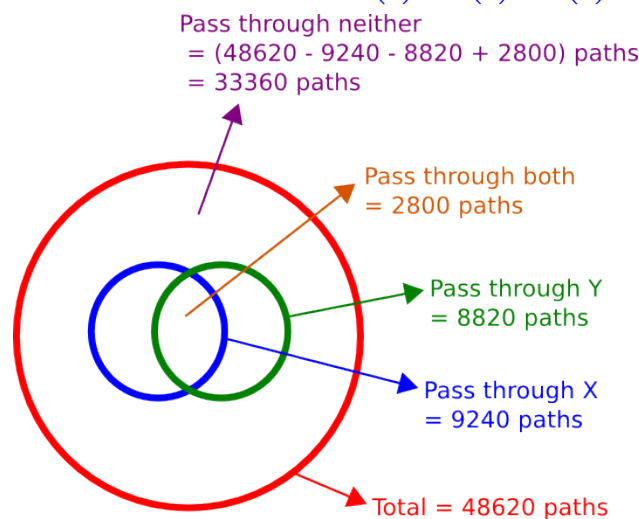 Pass through neither
= (48620 - 9240 - 8820 + 2800) paths
= 33360 paths
Pass through both
= 2800 paths
Pass through Y
= 8820 paths
Pass through X
= 9240 paths
Total = 48620 paths